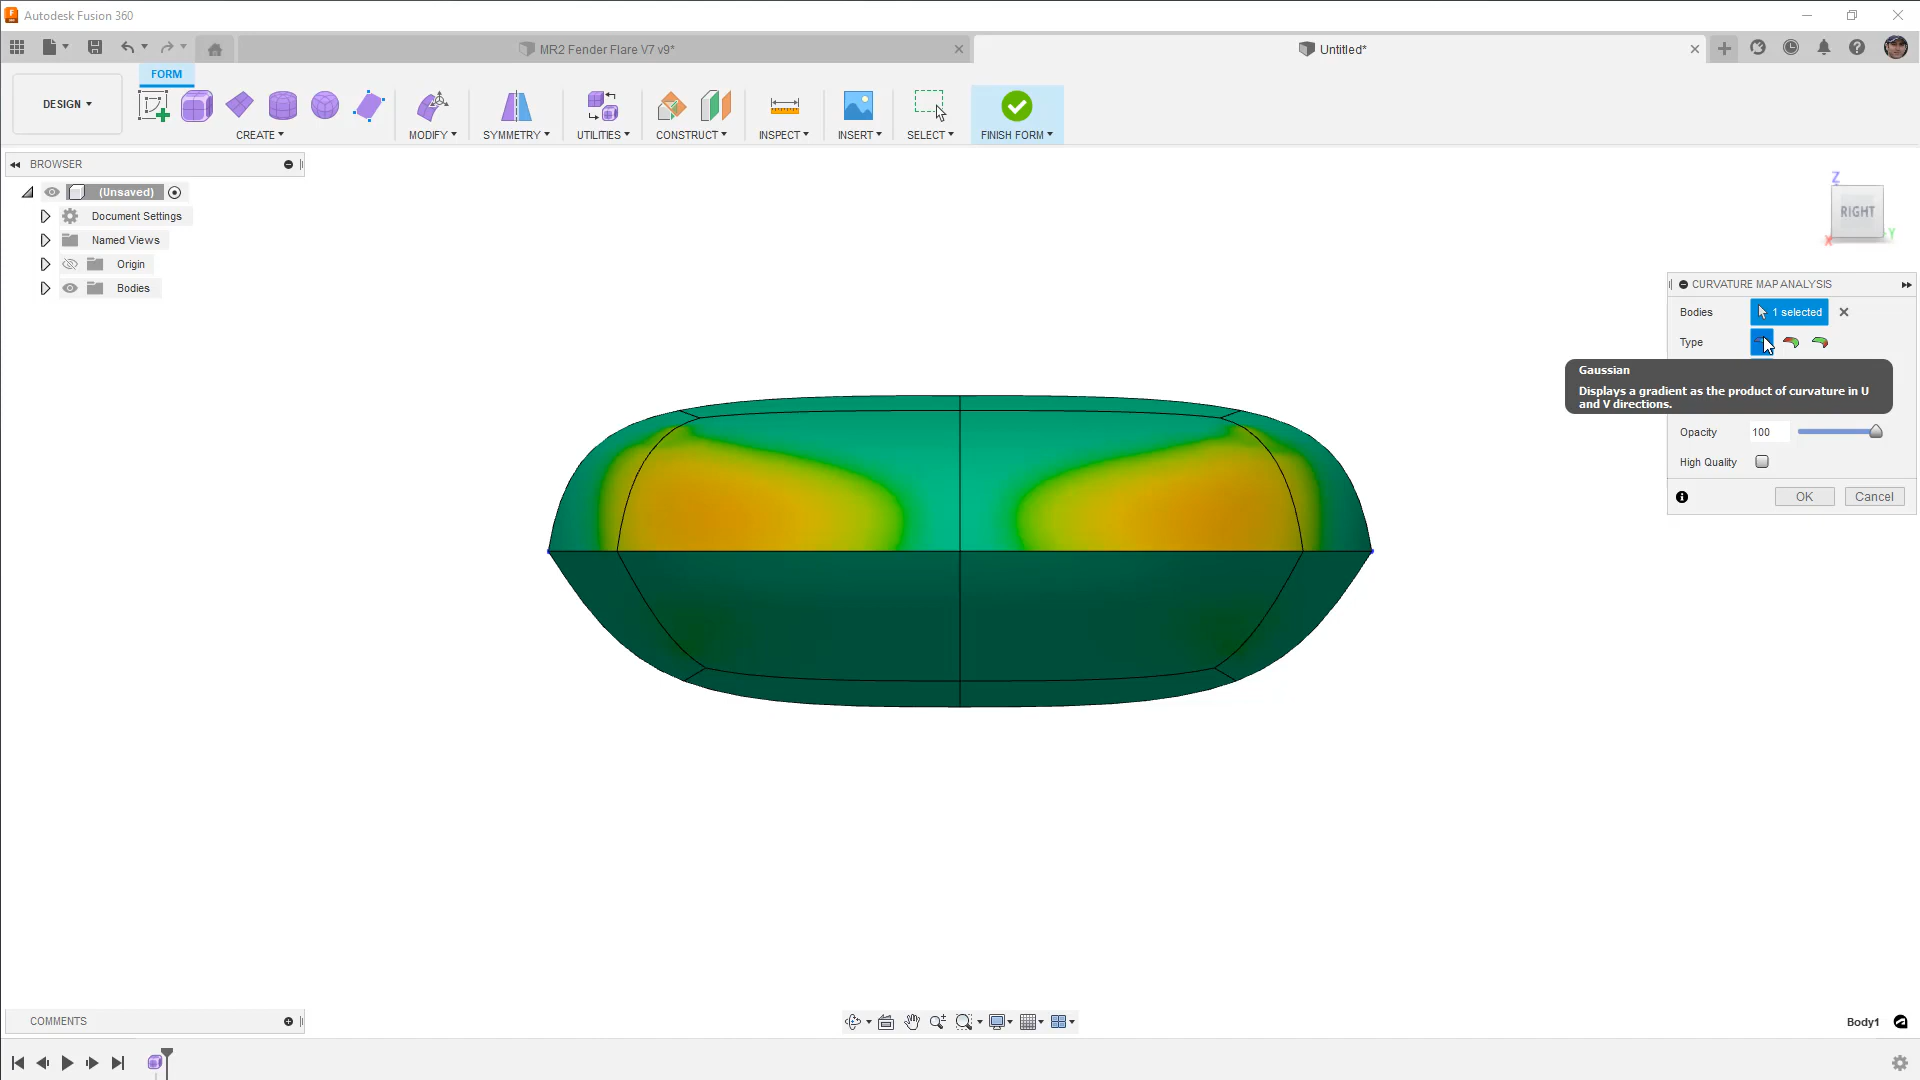 Autodesk Fusion 360
MR2 Fender Flare V7 v9*
Untitled*
FORM
DESIGN
CREATE
MODIFY
SYMMETRY
UTILITIES
CONSTRUCT
INSPECT
INSERT
SELECT
FINISH FORM
BROWSER
(Unsaved)
Document Settings
Named Views
Origin
Bodies
Z
RIGHT
X
Y
CURVATURE MAP ANALYSIS
Bodies
1 selected
Type
Gaussian
Displays a gradient as the product of curvature in U
and V directions.
Opacity
100
High Quality
OK
Cancel
COMMENTS
Body1